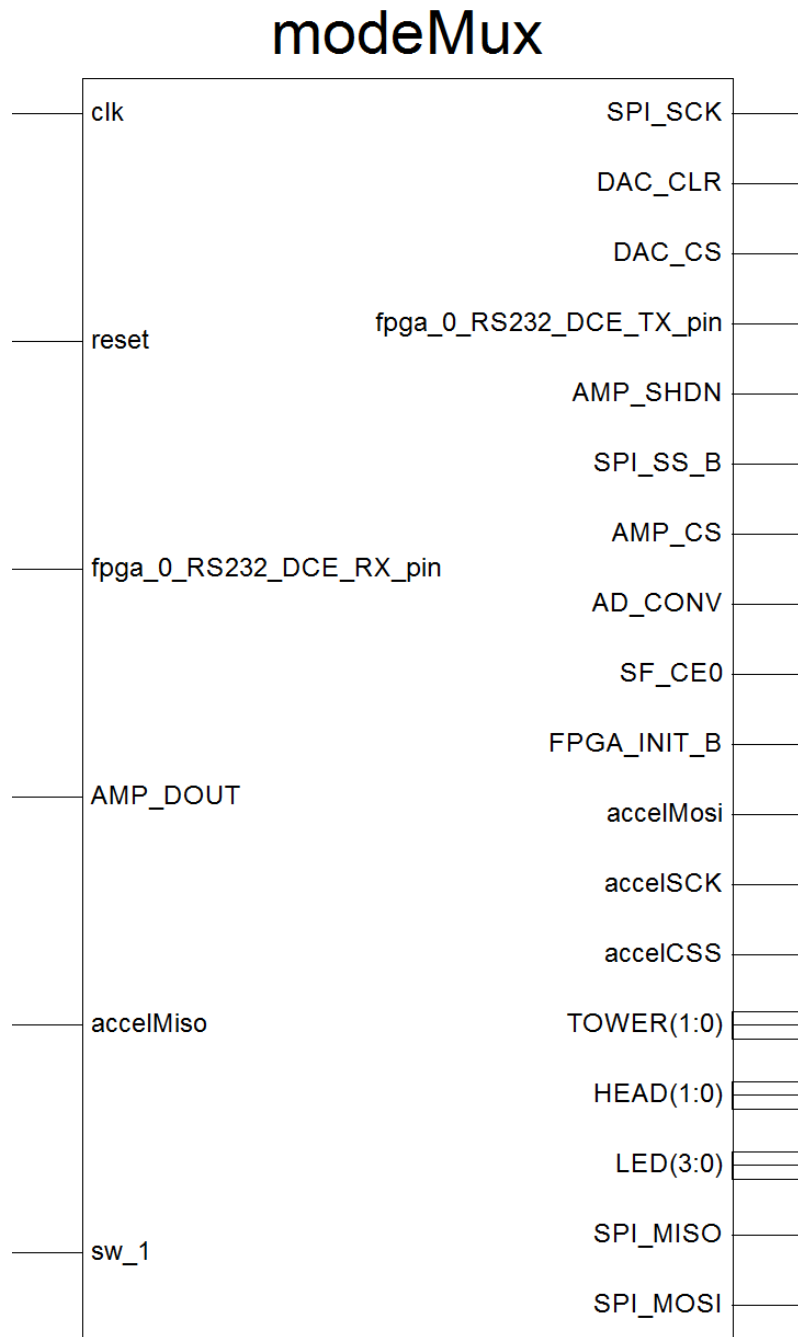 modeMux
clk
reset
fpga_0_RS232_DCE_RX_pin
AMP_DOUT
accelMiso
sw_1
SPI_SCK
DAC_CLR
DAC_CS
fpga_0_RS232_DCE_TX_pin
AMP_SHDN
SPI_SS_B
AMP_CS
AD_CONV
SF_CE0
FPGA_INIT_B
accelMosi
accelSCK
accelCSS
TOWER(1:0)
HEAD(1:0)
LED(3:0)
SPI_MISO
SPI_MOSI